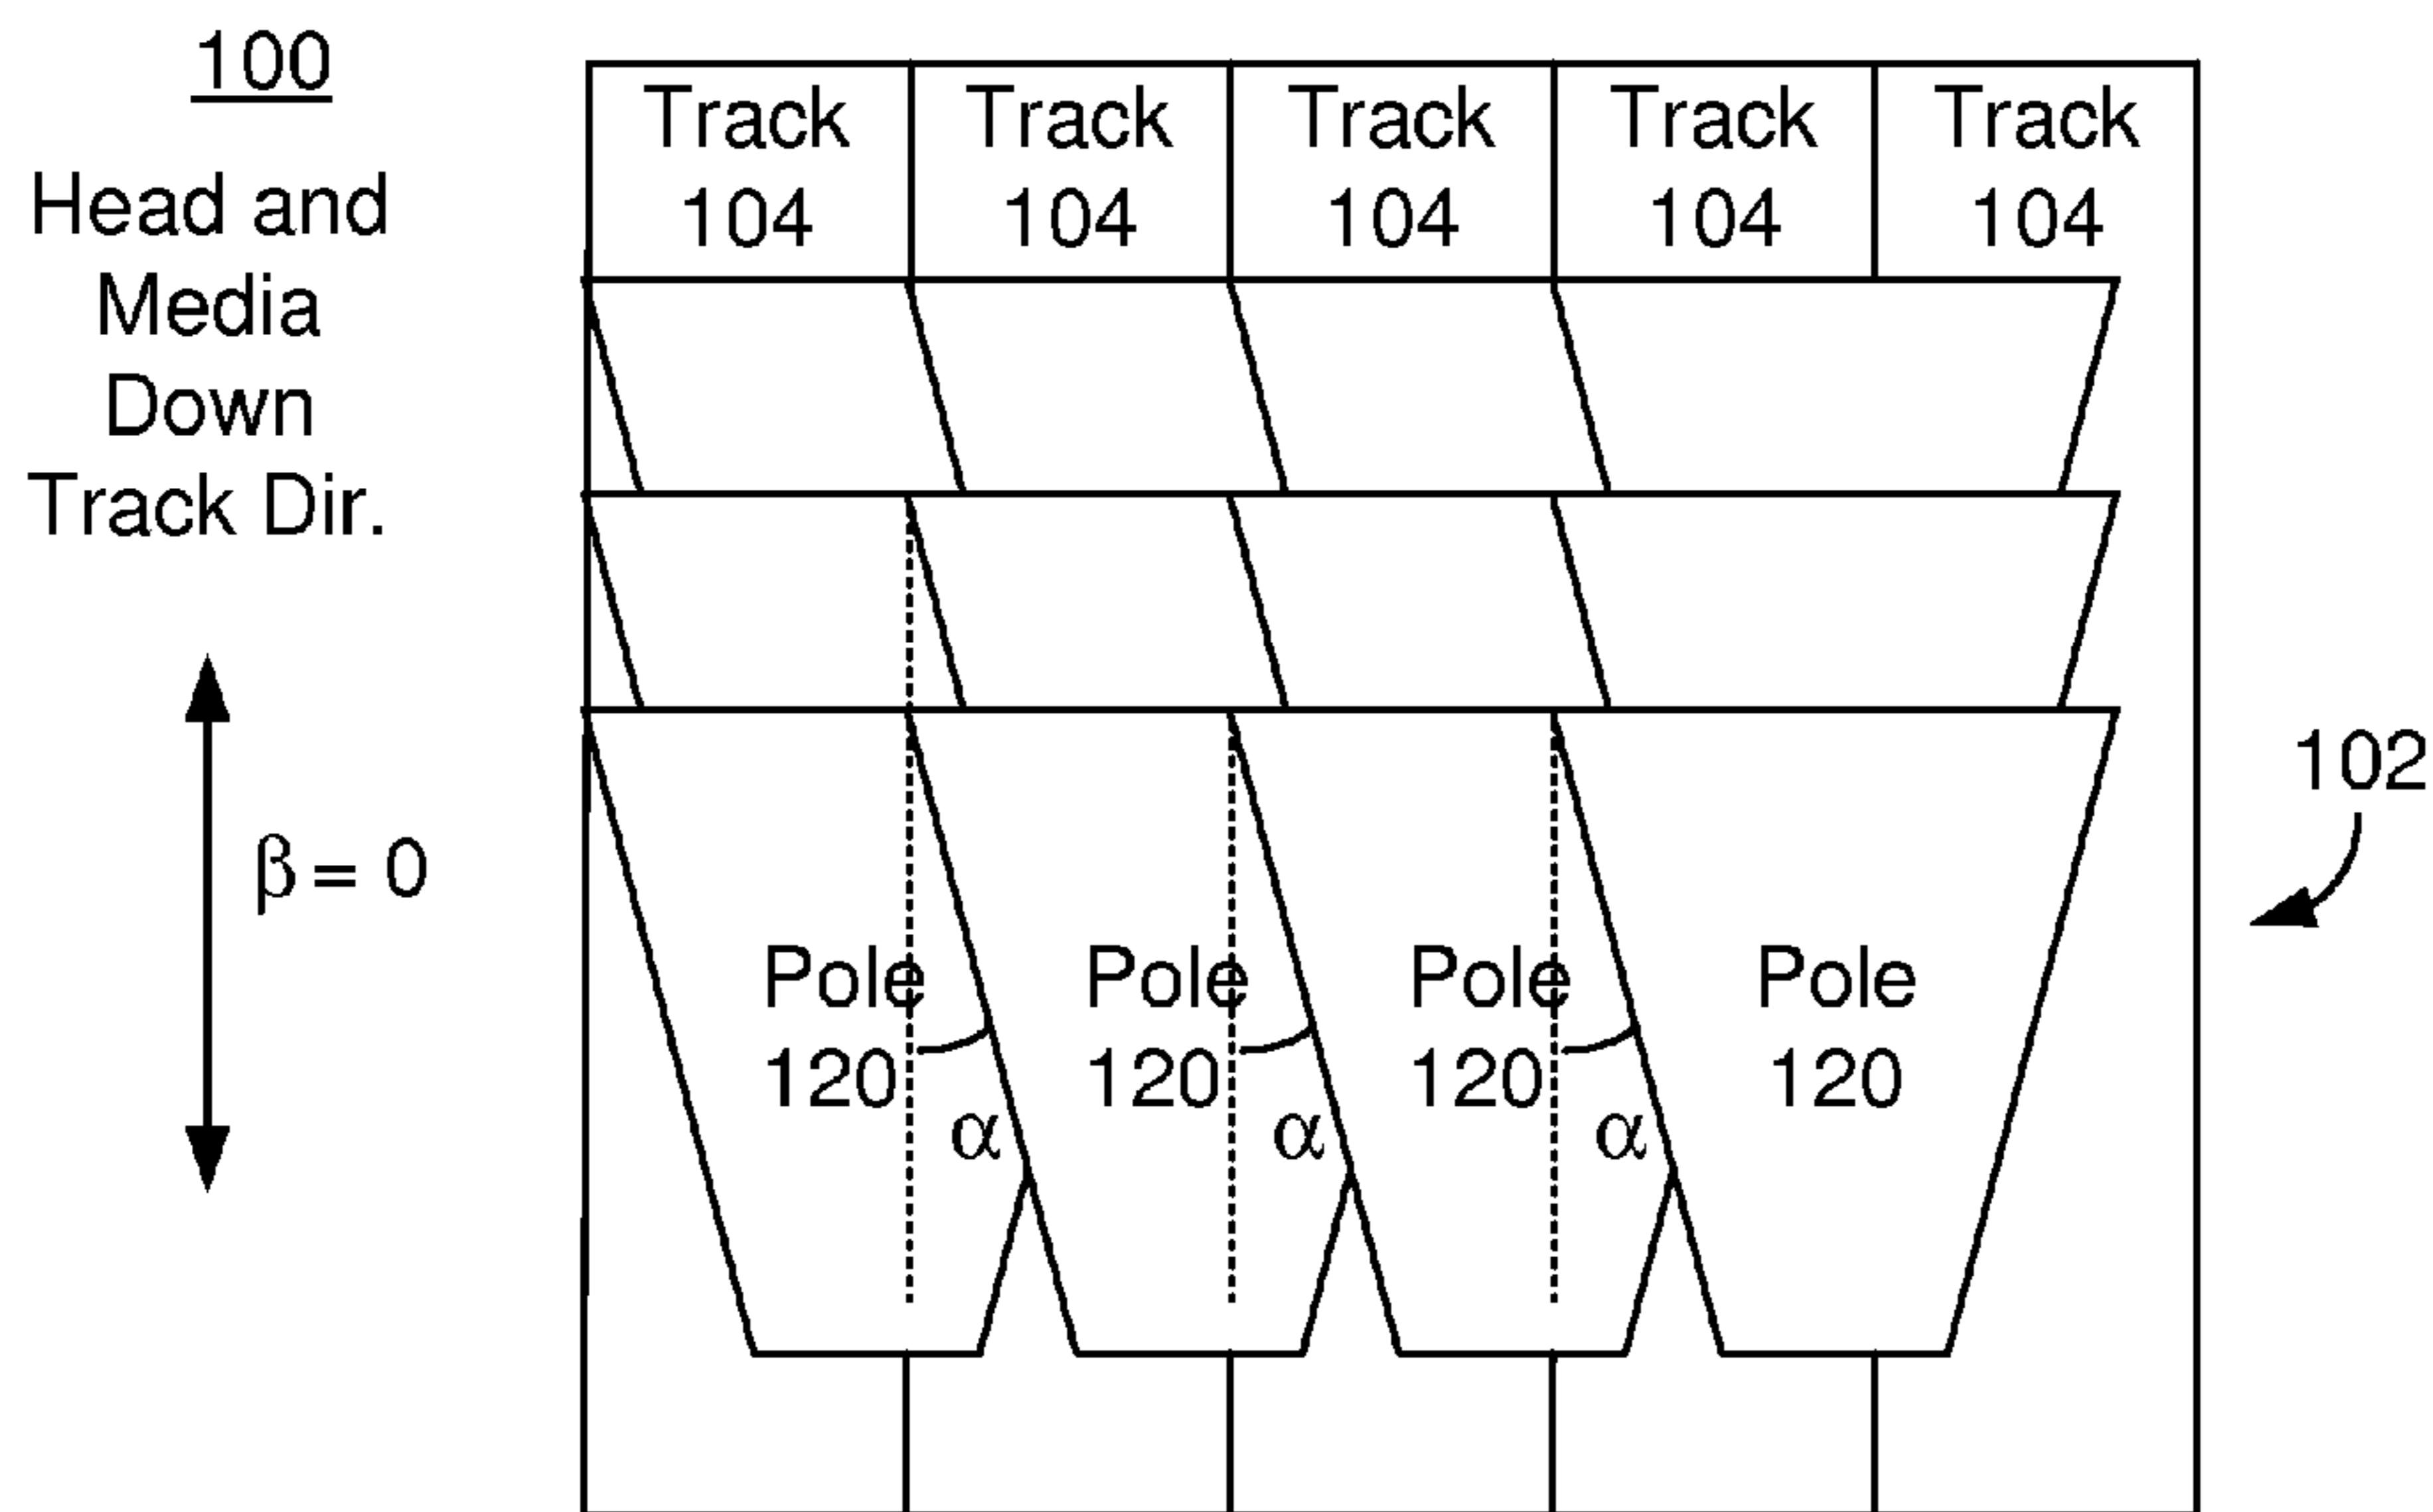 100
Head and
Media
Down
Track Dir.
β = 0
Track Track Track Track Track
104 104 104 104 104
102
Pole Pole Pole Pole
120 120 120 120
α α α